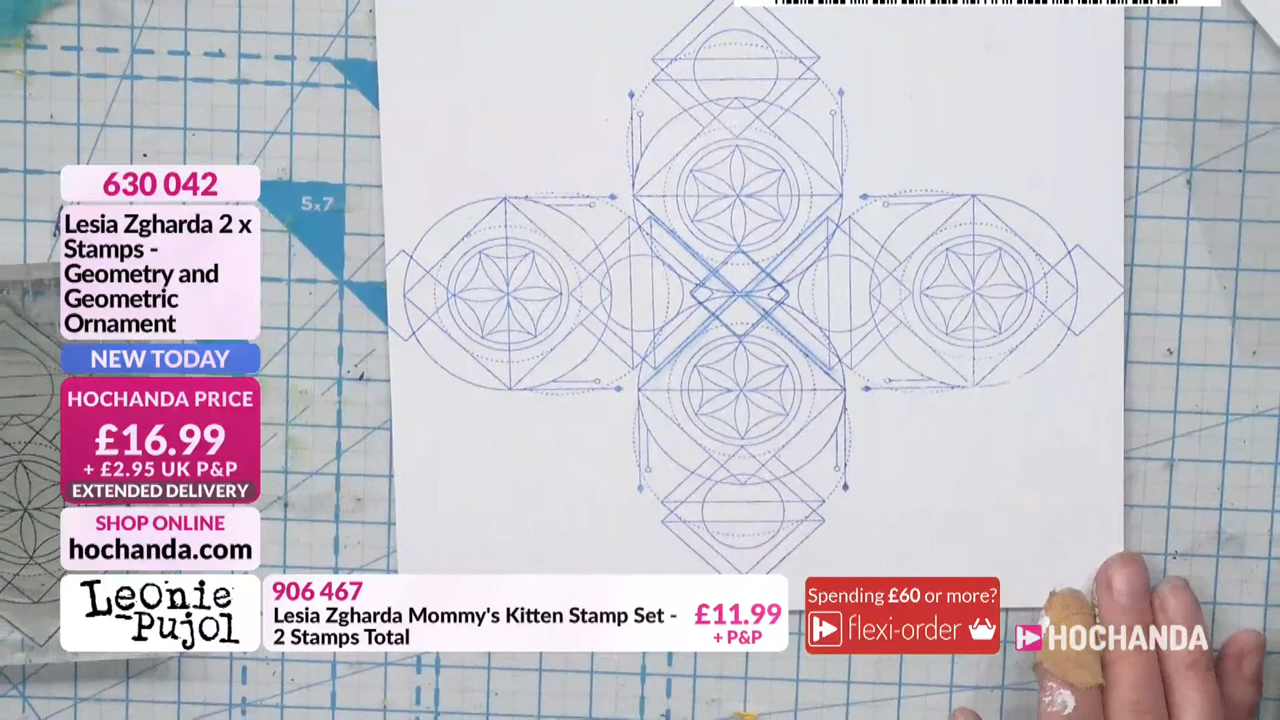 630 042
Lesia Zgharda 2 x
Stamps -
Geometry and
Geometric
Ornament
NEW TODAY
HOCHANDA PRICE
£16.99
+ £2.95 UK P&P
EXTENDED DELIVERY
SHOP ONLINE
hochanda.com
5x7
Leonie
Pujol
906 467
Lesia Zgharda Mommy's Kitten Stamp Set -
2 Stamps Total
£11.99
+ P&P
Spending £60 or more?
flexi-order
HOCHANDA